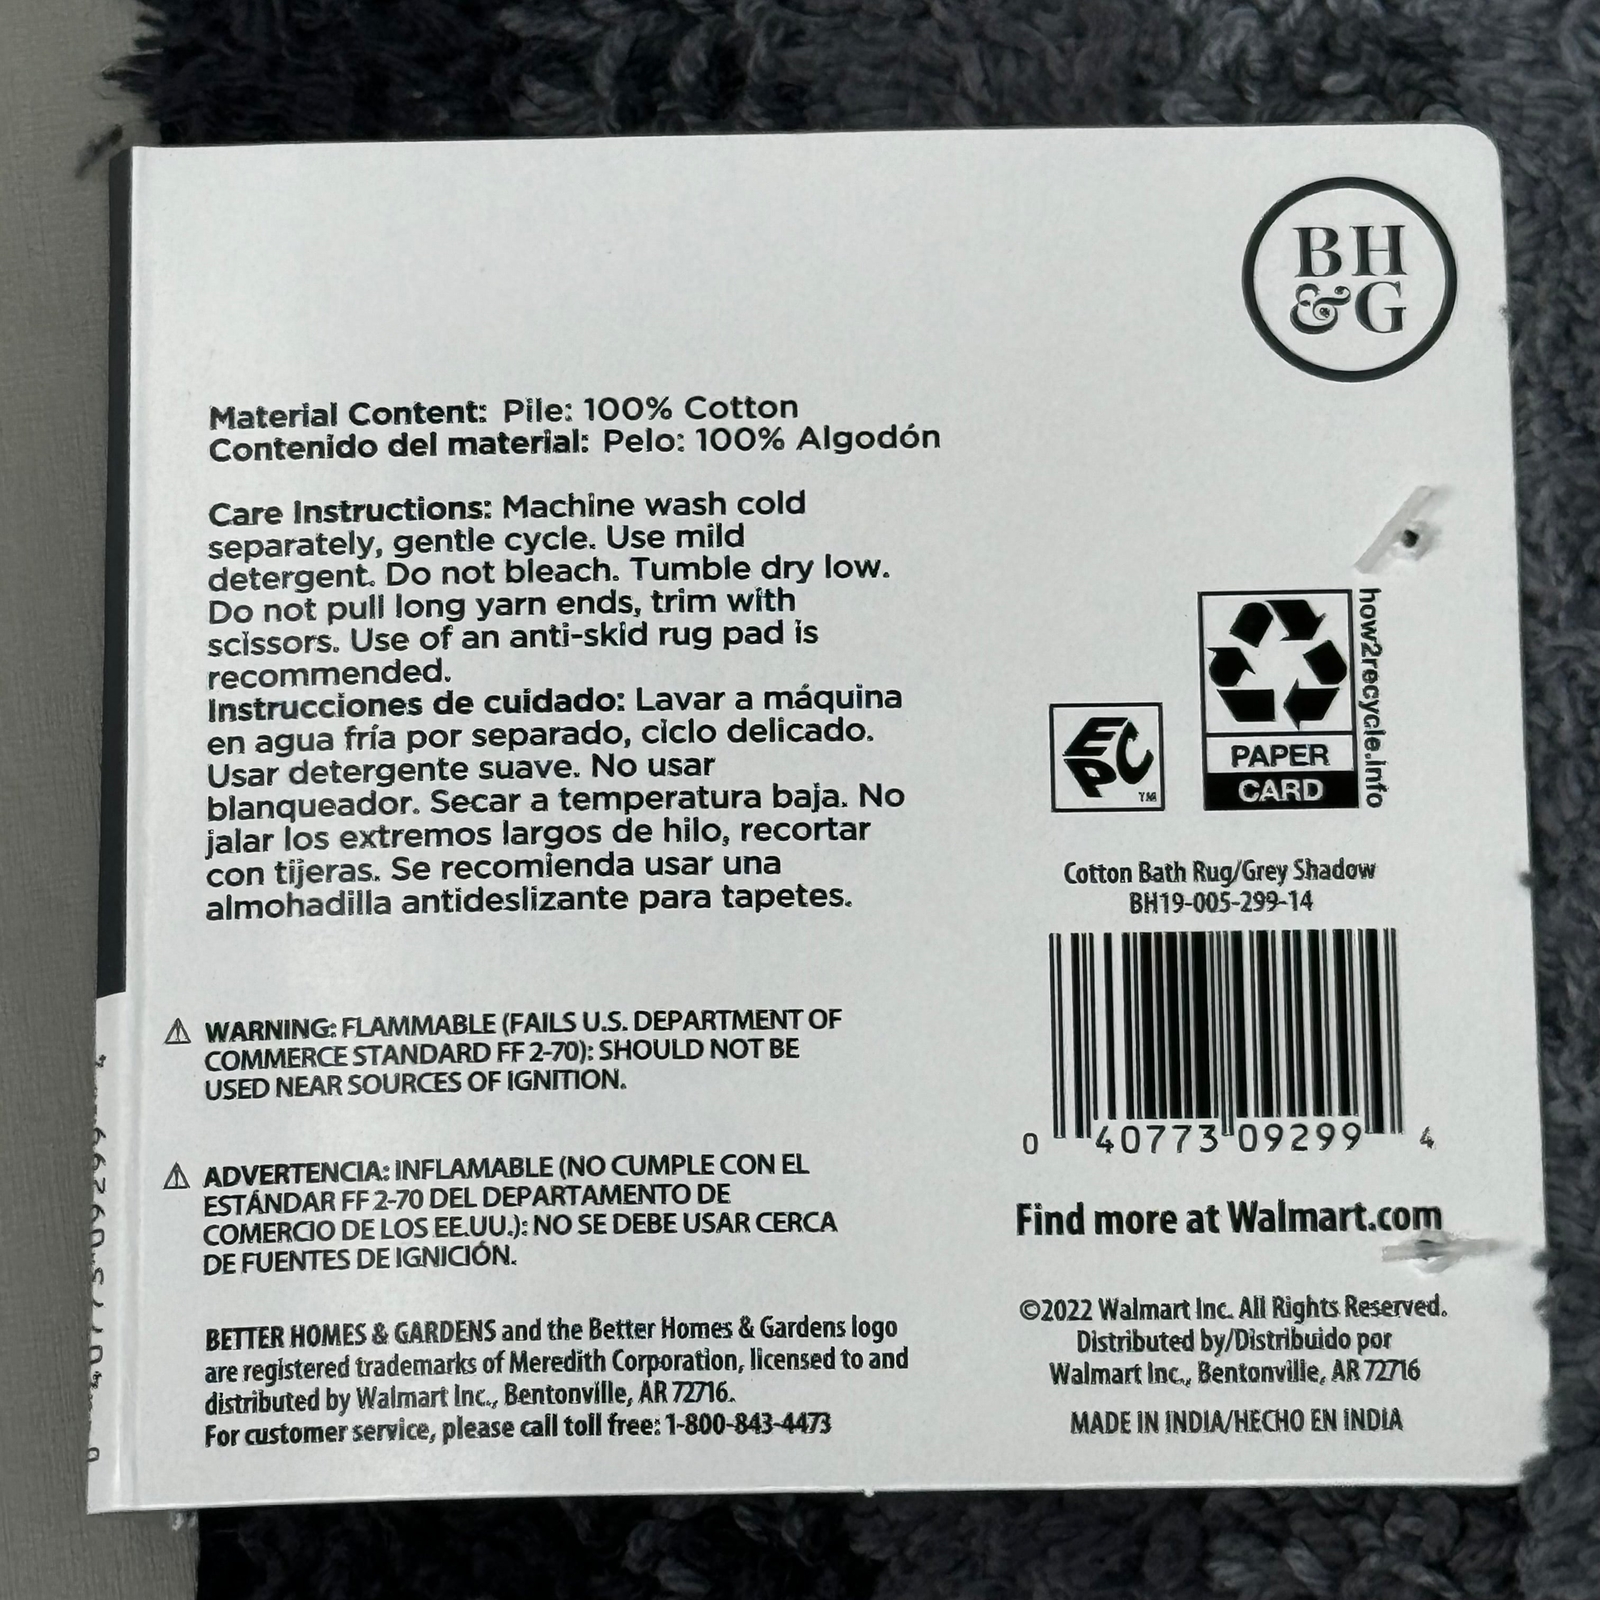 BH
&G
Material Content: Pile: 100% Cotton
Contenido del material: Pelo: 100% Algodón
Care Instructions: Machine wash cold
separately, gentle cycle. Use mild
detergent. Do not bleach. Tumble dry low.
Do not pull long yarn ends, trim with
scissors. Use of an anti-skid rug pad is
recommended.
Instrucciones de cuidado: Lavar a máquina
en agua fría por separado, ciclo delicado.
Usar detergente suave. No usar
blanqueador. Secar a temperatura baja. No
jalar los extremos largos de hilo, recortar
con tijeras. Se recomienda usar una
almohadilla antideslizante para tapetes.
⚠ WARNING: FLAMMABLE (FAILS U.S. DEPARTMENT OF
COMMERCE STANDARD FF 2-70): SHOULD NOT BE
USED NEAR SOURCES OF IGNITION.
⚠ ADVERTENCIA: INFLAMABLE (NO CUMPLE CON EL
ESTÁNDAR FF 2-70 DEL DEPARTAMENTO DE
COMERCIO DE LOS EE.UU.): NO SE DEBE USAR CERCA
DE FUENTES DE IGNICIÓN.
BETTER HOMES & GARDENS and the Better Homes & Gardens logo
are registered trademarks of Meredith Corporation, licensed to and
distributed by Walmart Inc., Bentonville, AR 72716.
For customer service, please call toll free: 1-800-843-4473
EPC TM
PAPER
CARD
how2recycle.info
Cotton Bath Rug/Grey Shadow
BH19-005-299-14
0 40773 09299 4
Find more at Walmart.com
©2022 Walmart Inc. All Rights Reserved.
Distributed by/Distribuido por
Walmart Inc., Bentonville, AR 72716
MADE IN INDIA/HECHO EN INDIA